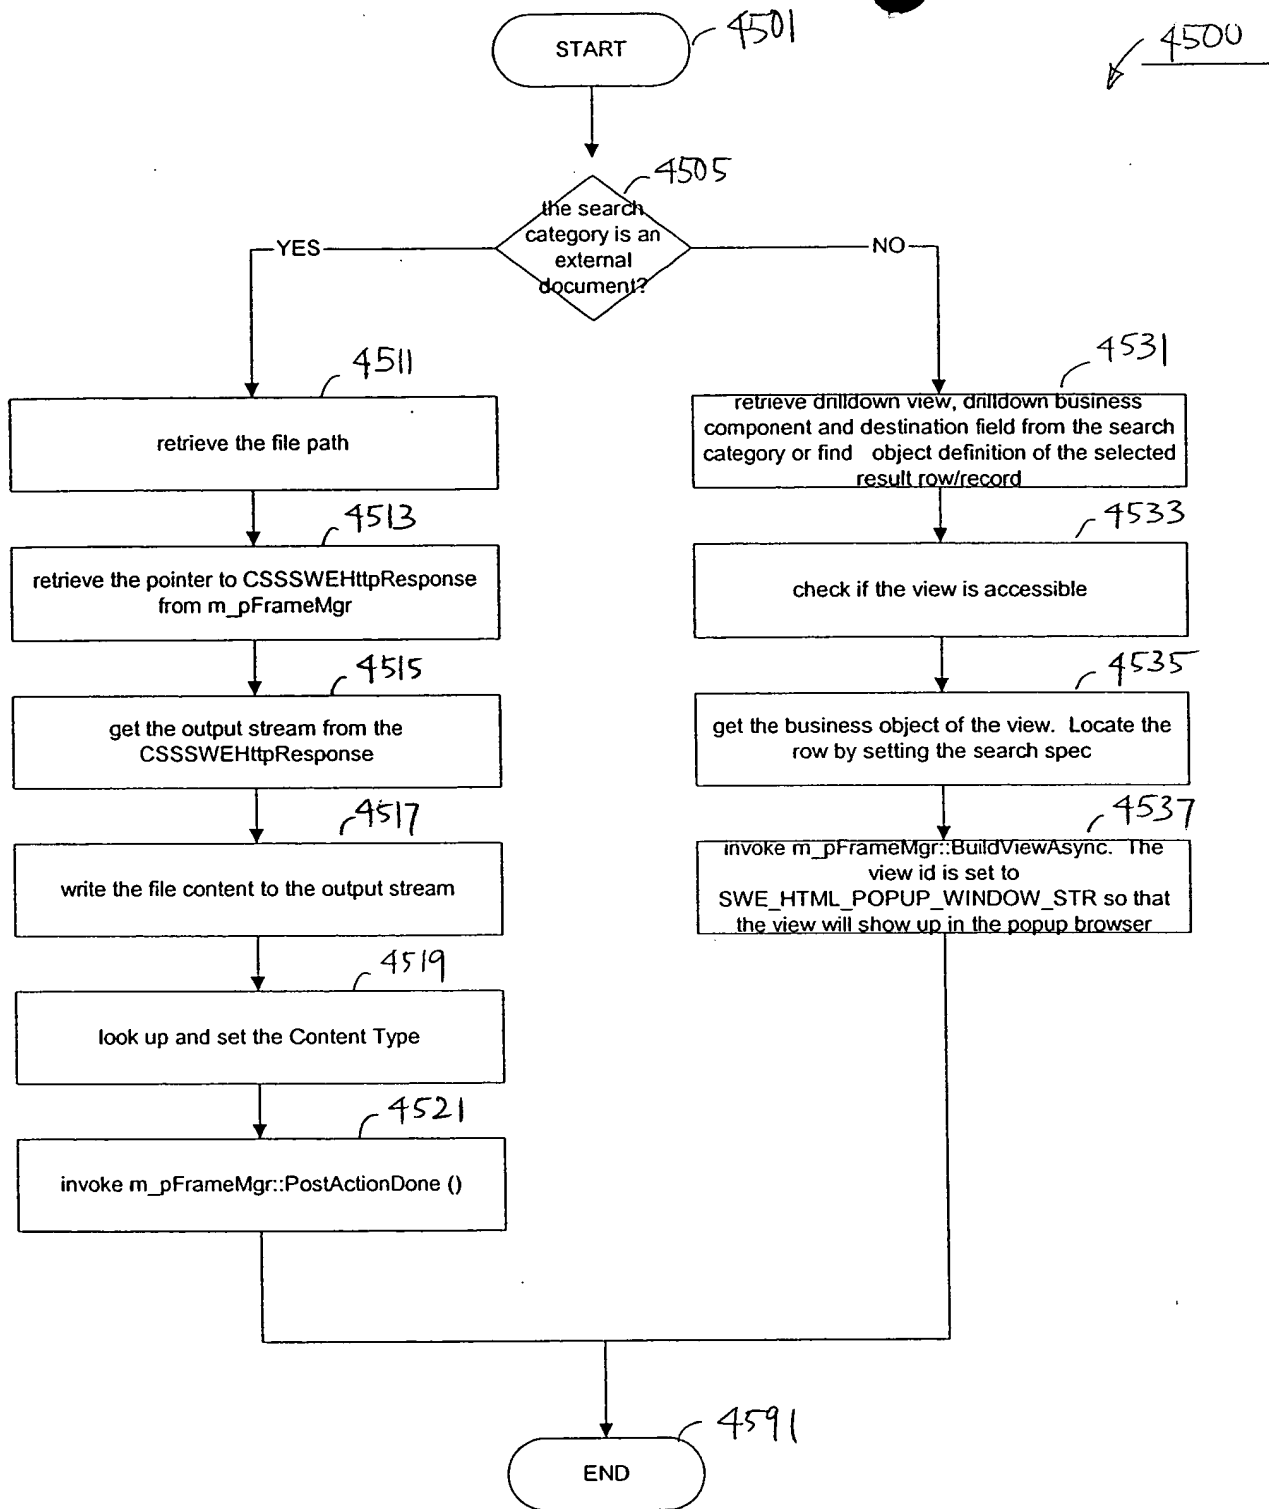 START
4501
4500
4505
the search
category is an
external
document?
YES
NO
4511
retrieve the file path
4513
retrieve the pointer to CSSSWEHttpResponse
from m_pFrameMgr
4515
get the output stream from the
CSSSWEHttpResponse
4517
write the file content to the output stream
4519
look up and set the Content Type
4521
invoke m_pFrameMgr::PostActionDone ()
4531
retrieve drilldown view, drilldown business
component and destination field from the search
category or find object definition of the selected
result row/record
4533
check if the view is accessible
4535
get the business object of the view. Locate the
row by setting the search spec
4537
invoke m_pFrameMgr::BuildViewAsync. The
view id is set to
SWE_HTML_POPUP_WINDOW_STR so that
the view will show up in the popup browser
4591
END